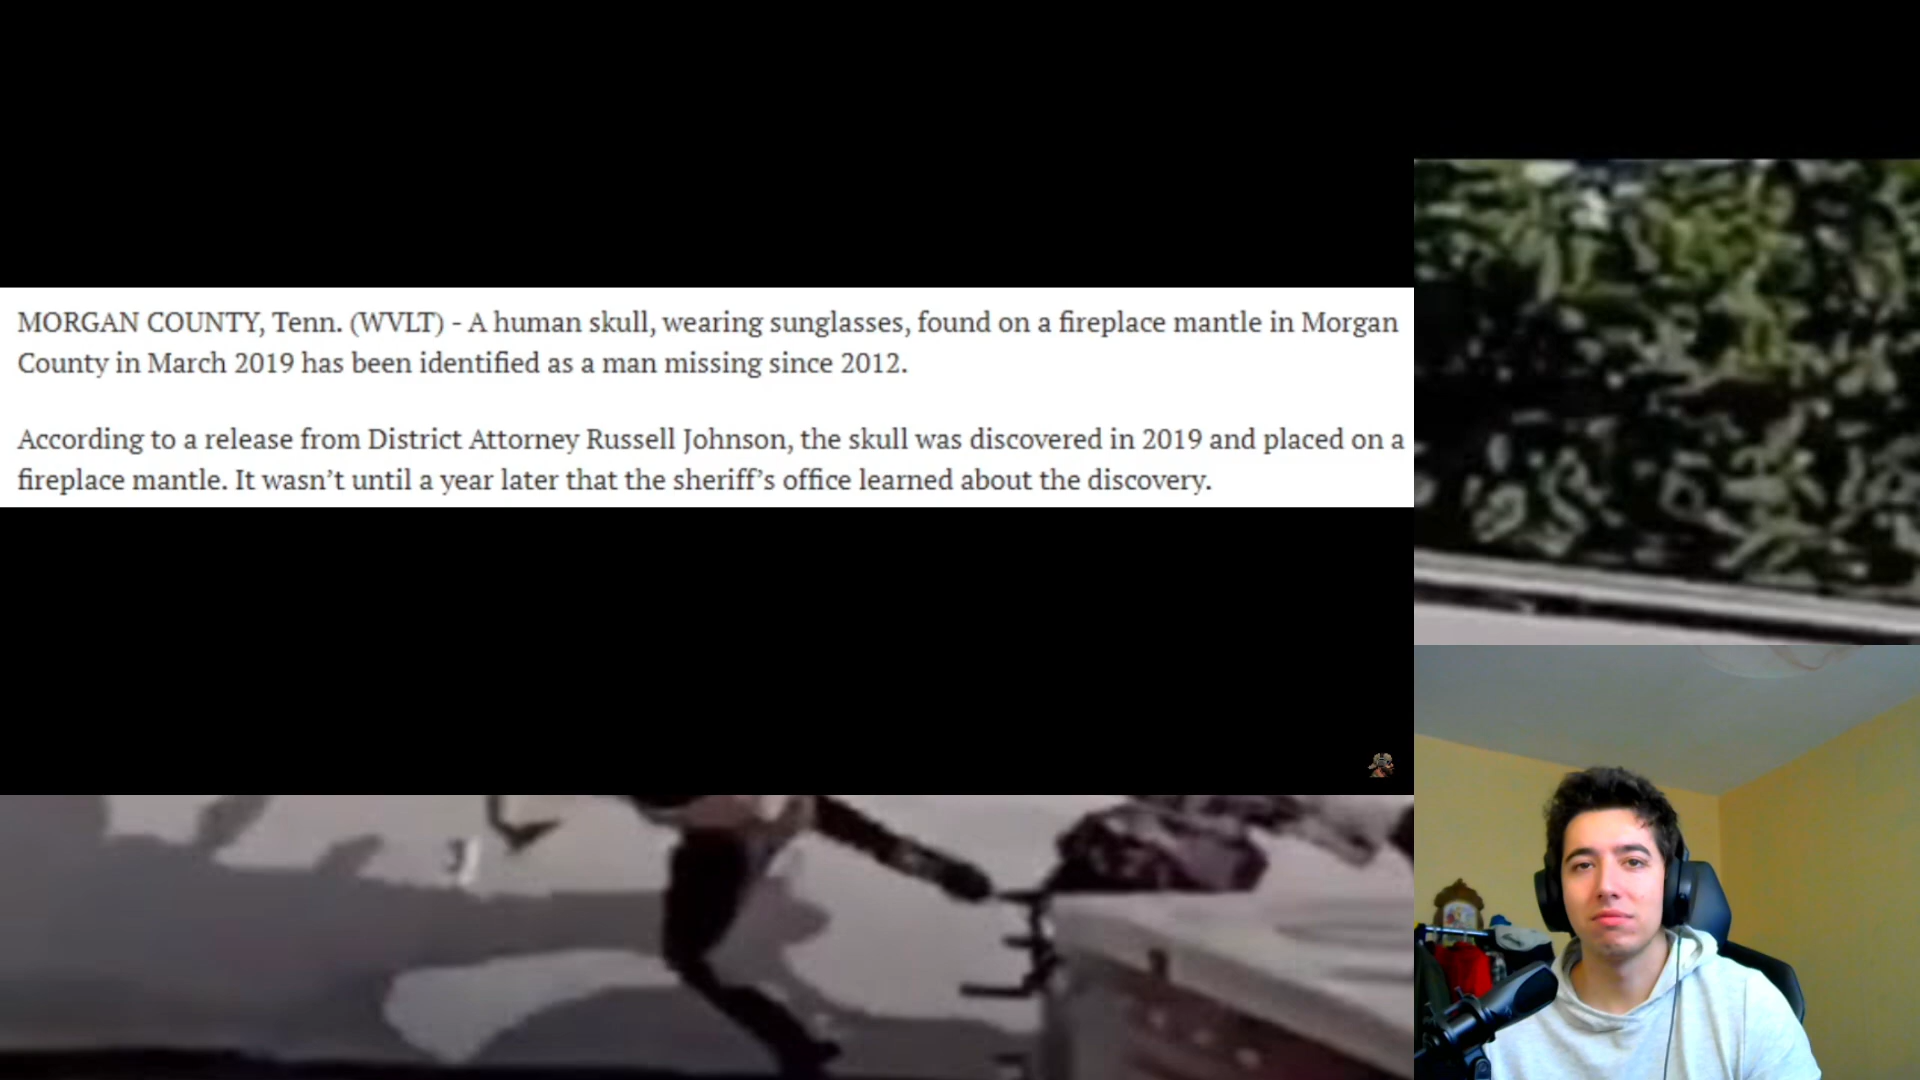 MORGAN COUNTY, Tenn. (WVLT) - A human skull, wearing sunglasses, found on a fireplace mantle in Morgan
County in March 2019 has been identified as a man missing since 2012.
According to a release from District Attorney Russell Johnson, the skull was discovered in 2019 and placed on a
fireplace mantle. It wasn’t until a year later that the sheriff’s office learned about the discovery.